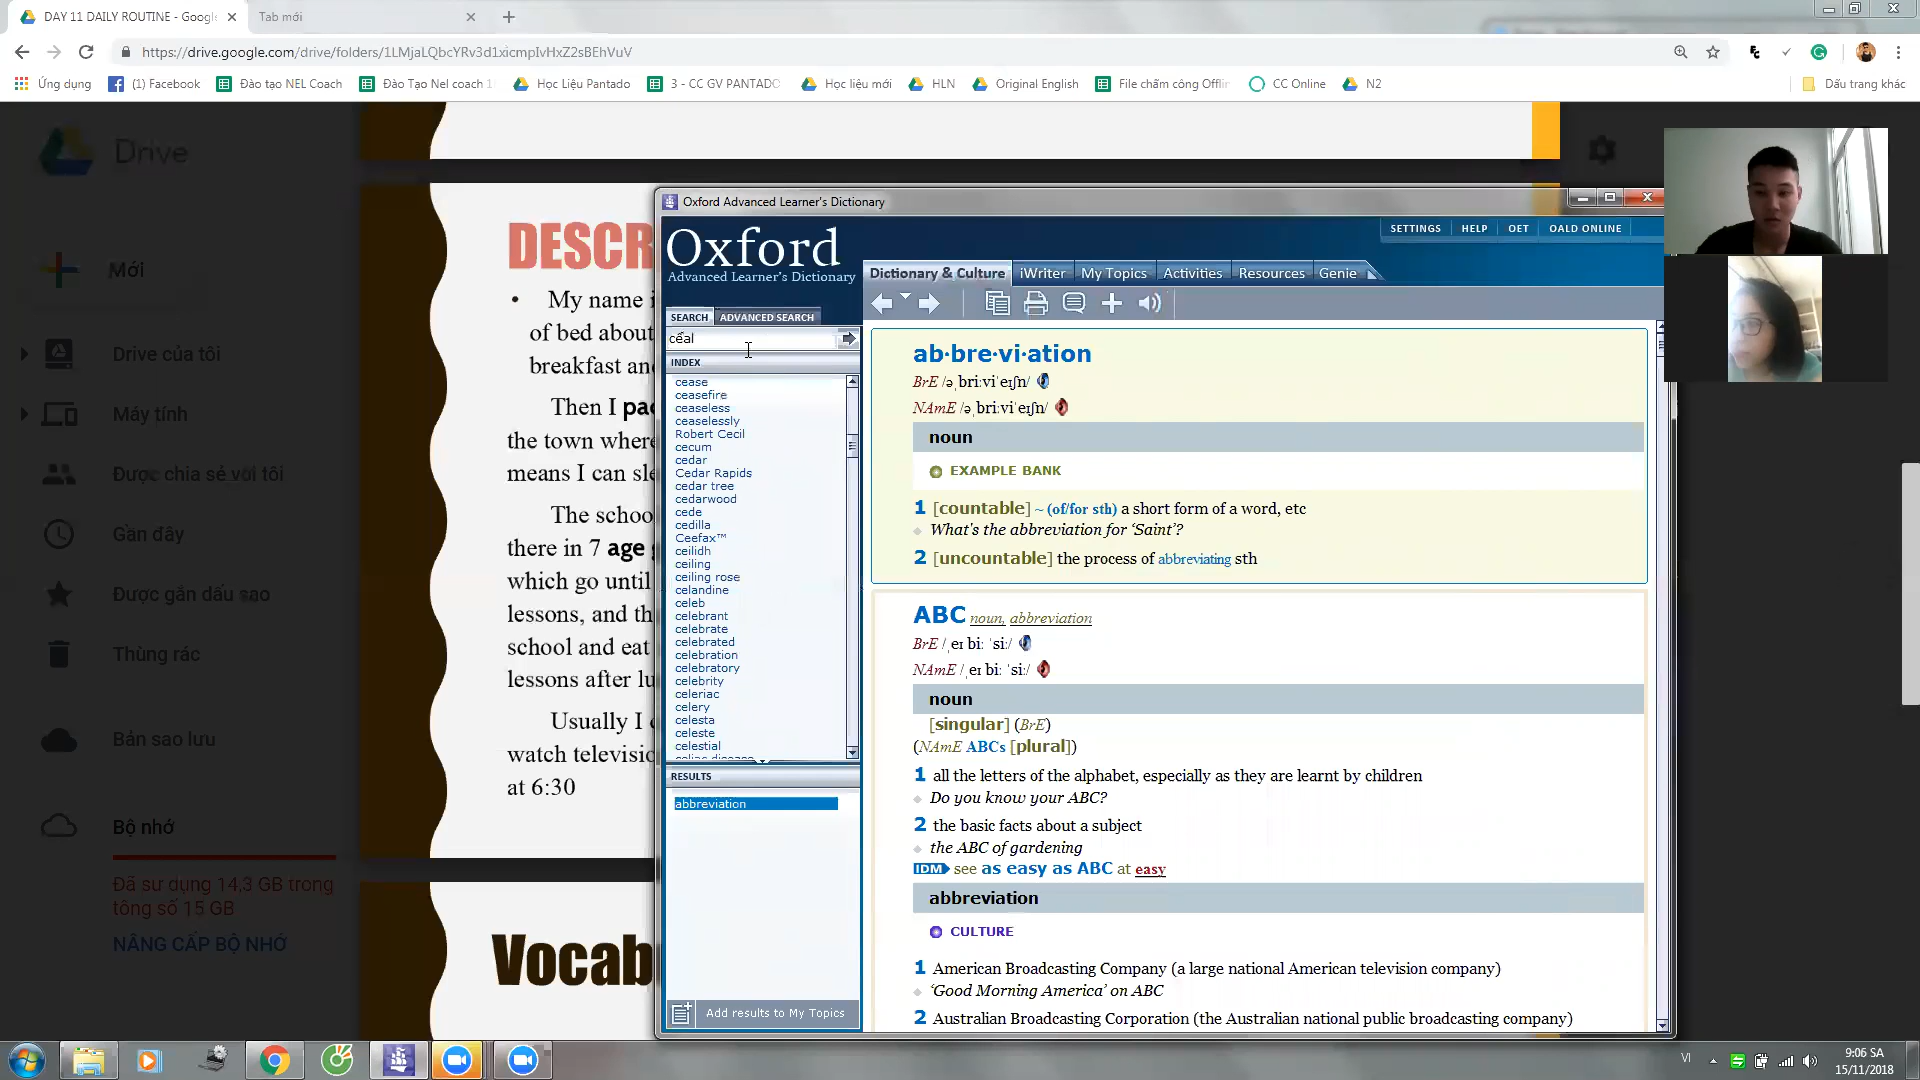 DAY 11 DAILY ROUTINE - Google
Tab mới
https://drive.google.com/drive/folders/1LMjaLQbcYRv3d1xicmpIvHxZ2sBEhVuV
Ứng dụng
(1) Facebook
Đào tạo NEL Coach
Đào Tạo Nel coach 1
Học Liệu Pantado
3 - CC GV PANTADO
Học liệu mới
HLN
Original English
File chấm công Offlin
CC Online
N2
Dấu trang khác
Drive
Mới
Drive của tôi
Máy tính
Được chia sẻ với tôi
Gần đây
Được gắn dấu sao
Thùng rác
Bản sao lưu
Bộ nhớ
Đã sử dụng 14,3 GB trong
tổng số 15 GB
NÂNG CẤP BỘ NHỚ
DESCR
• My name i
of bed about
breakfast and
Then I pac
the town where
means I can sle
The schoo
there in 7 age g
which go until
lessons, and th
school and eat
lessons after lu
Usually I
watch televisio
at 6:30
Vocab
Oxford Advanced Learner's Dictionary
Oxford
Advanced Learner's Dictionary
SETTINGS
HELP
OET
OALD ONLINE
Dictionary & Culture
iWriter
My Topics
Activities
Resources
Genie
SEARCH
ADVANCED SEARCH
INDEX
cease
ceasefire
ceaseless
ceaselessly
Robert Cecil
cecum
cedar
Cedar Rapids
cedar tree
cedarwood
cede
cedilla
Ceefax™
ceilidh
ceiling
ceiling rose
celandine
celeb
celebrant
celebrate
celebrated
celebration
celebratory
celebrity
celeriac
celery
celesta
celeste
celestial
celiac disease
RESULTS
abbreviation
Add results to My Topics
ab·bre·vi·ation
BrE /əˌbriːviˈeɪʃn/
NAmE /əˌbriːviˈeɪʃn/
noun
EXAMPLE BANK
1 [countable] ~ (of/for sth) a short form of a word, etc
What's the abbreviation for ‘Saint’?
2 [uncountable] the process of abbreviating sth
ABC noun, abbreviation
BrE /ˌeɪ biː ˈsiː/
NAmE /ˌeɪ biː ˈsiː/
noun
[singular] (BrE)
(NAmE ABCs [plural])
1 all the letters of the alphabet, especially as they are learnt by children
Do you know your ABC?
2 the basic facts about a subject
the ABC of gardening
IDM see as easy as ABC at easy
abbreviation
CULTURE
1 American Broadcasting Company (a large national American television company)
‘Good Morning America’ on ABC
2 Australian Broadcasting Corporation (the Australian national public broadcasting company)
VI
9:06 SA
15/11/2018